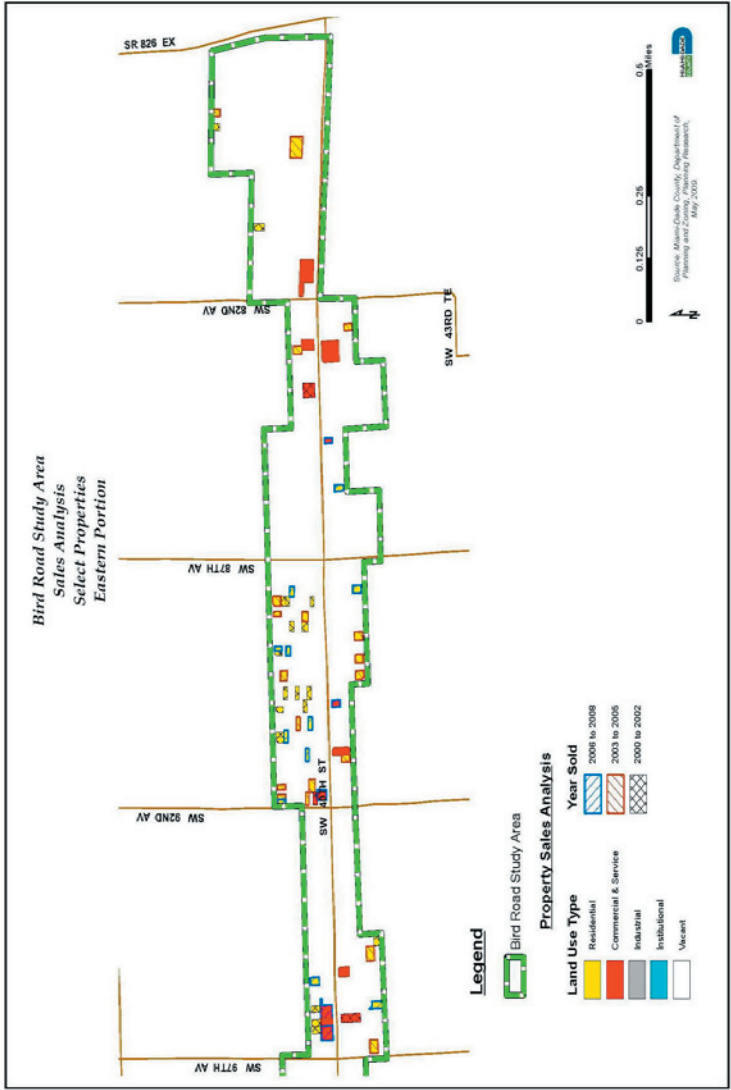 Bird Road Study Area
Sales Analysis
Select Properties
Eastern Portion
SR 826 EX
SW 82ND AV
SW 43RD TE
SW 87TH AV
SW 92ND AV
SW 40TH ST
SW 97TH AV
Legend
Bird Road Study Area
Property Sales Analysis
Land Use Type
Residential
Commercial & Service
Industrial
Institutional
Vacant
Year Sold
2006 to 2008
2003 to 2005
2000 to 2002
0 0.125 0.25 0.5
Miles
N
Source: Miami-Dade County, Department of
Planning and Zoning, Planning Research,
May 2009.
MIAMI-DADE
COUNTY